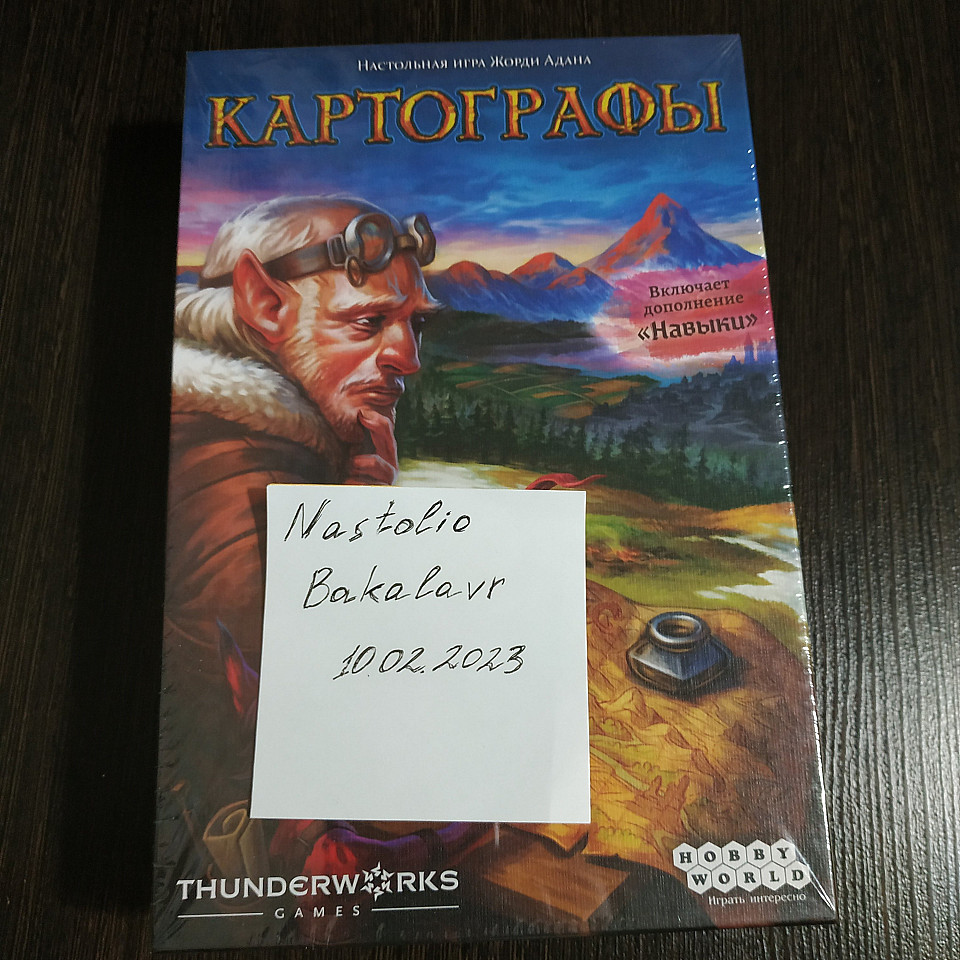 Настольная игра Жорди Адана
КАРТОГРАФЫ
Включает
дополнение
«Навыки»
Nastolio
Bakalavr
10.02.2023
THUNDERWORKS
GAMES
HOBBY
WORLD
Играть интересно